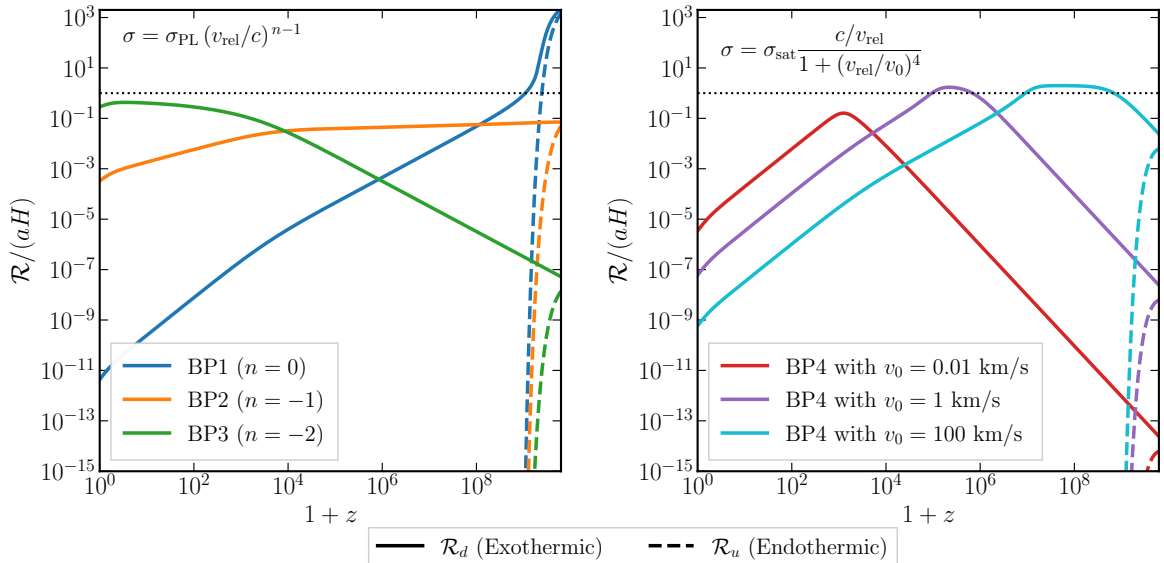 σ = σ_PL (v_rel/c)^{n−1}
R/(aH)
10^3
10^1
10^{−1}
10^{−3}
10^{−5}
10^{−7}
10^{−9}
10^{−11}
10^{−13}
10^{−15}
BP1 (n = 0)
BP2 (n = −1)
BP3 (n = −2)
10^0 10^2 10^4 10^6 10^8
1 + z
σ = σ_sat \frac{c/v_rel}{1 + (v_rel/v_0)^4}
R/(aH)
10^3
10^1
10^{−1}
10^{−3}
10^{−5}
10^{−7}
10^{−9}
10^{−11}
10^{−13}
10^{−15}
BP4 with v_0 = 0.01 km/s
BP4 with v_0 = 1 km/s
BP4 with v_0 = 100 km/s
10^0 10^2 10^4 10^6 10^8
1 + z
R_d (Exothermic) R_u (Endothermic)